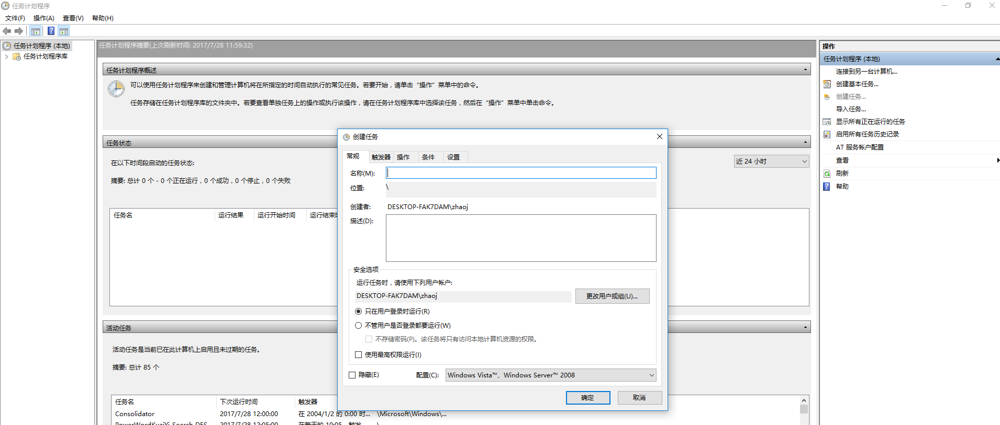 任务计划程序
文件(F) 操作(A) 查看(V) 帮助(H)
任务计划程序 (本地)
任务计划程序库
任务计划程序摘要(上次刷新时间: 2017/7/28 11:59:32)
任务计划程序概述
可以使用任务计划程序来创建和管理计算机将在所指定的时间自动执行的常见任务。若要开始，请单击“操作”菜单中的命令。
任务存储在任务计划程序库的文件夹中。若要查看单独任务上的操作或执行该操作，请在任务计划程序库中选择该任务，然后在“操作”菜单中单击命令。
任务状态
在以下时间段启动的任务状态:
近 24 小时
摘要: 总计 0 个 - 0 个正在运行，0 个成功，0 个停止，0 个失败
任务名 运行结果 运行开始时间 运行结束
活动任务
活动任务是当前已在此计算机上启用且未过期的任务。
摘要: 总计 85 个
任务名 下次运行时间 触发器
Consolidator 2017/7/28 12:00:00 在 2004/1/2 的 0:00 时... \Microsoft\Windows\...
PowerWordKuaiYi-Search-DES... 2017/7/28 12:05:00 在每天的 10:05 触发 \
创建任务
常规 触发器 操作 条件 设置
名称(M):
位置: \
创建者: DESKTOP-FAK7DAM\zhaoj
描述(D):
安全选项
运行任务时，请使用下列用户帐户:
DESKTOP-FAK7DAM\zhaoj
更改用户或组(U)...
只在用户登录时运行(R)
不管用户是否登录都要运行(W)
不存储密码(P)。该任务将只有访问本地计算机资源的权限。
使用最高权限运行(I)
隐藏(E) 配置(C): Windows Vista™、Windows Server™ 2008
确定 取消
操作
任务计划程序 (本地)
连接到另一台计算机...
创建基本任务...
创建任务...
导入任务...
显示所有正在运行的任务
启用所有任务历史记录
AT 服务帐户配置
查看
刷新
帮助